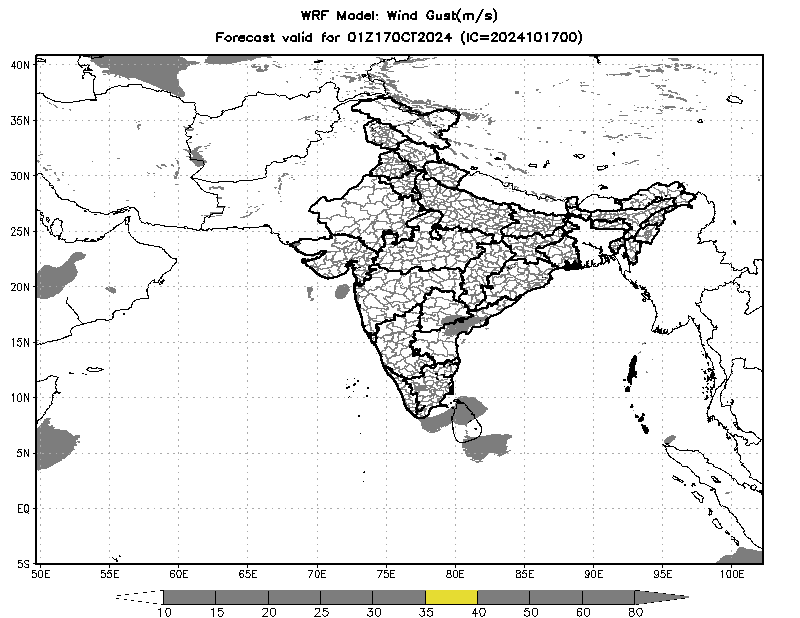 WRF Model: Wind Gust(m/s)
Forecast valid for 01Z17OCT2024 (IC=2024101700)
40N
35N
30N
25N
20N
15N
10N
5N
EQ
5S
50E 55E 60E 65E 70E 75E 80E 85E 90E 95E 100E
10 15 20 25 30 35 40 50 60 80